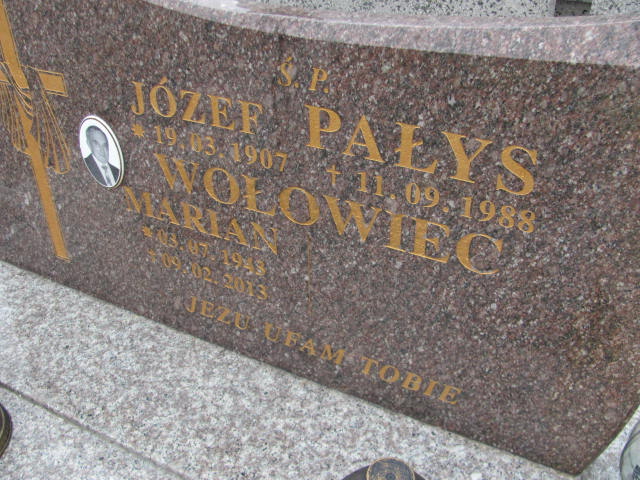 Ś. P.
JÓZEF PAŁYS
* 19. 03. 1907 † 11. 09. 1988
WOŁOWIEC
MARIAN
* 03. 07. 1943
† 09. 02. 2013
JEZU UFAM TOBIE